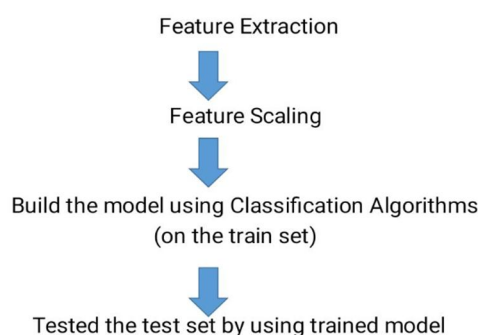 Feature Extraction
Feature Scaling
Build the model using Classification Algorithms
(on the train set)
Tested the test set by using trained model